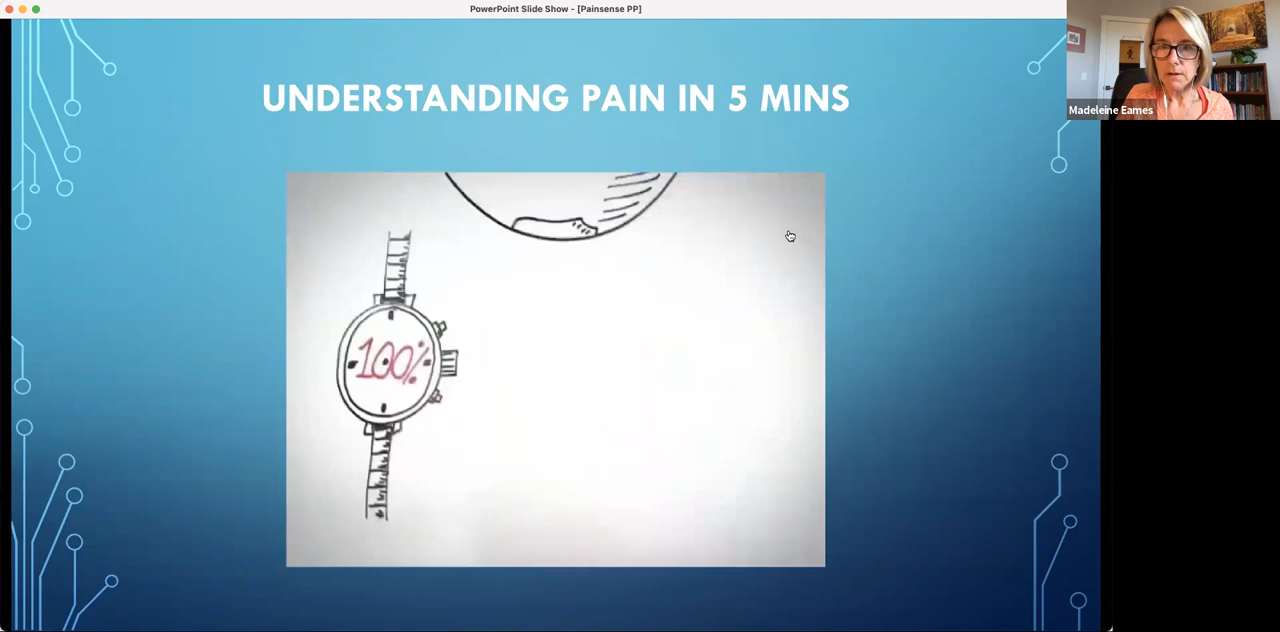 PowerPoint Slide Show - [Painsense PP]
Madeleine Eames
UNDERSTANDING PAIN IN 5 MINS
100%